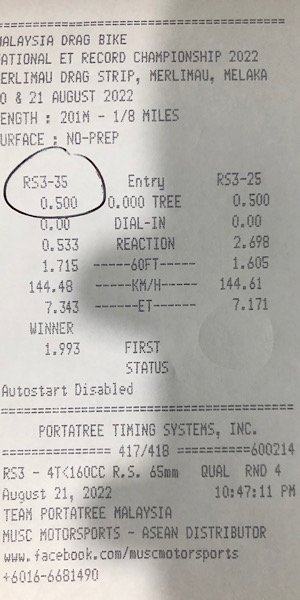 =================================
MALAYSIA DRAG BIKE
NATIONAL ET RECORD CHAMPIONSHIP 2022
MERLIMAU DRAG STRIP, MERLIMAU, MELAKA
20 & 21 AUGUST 2022
LENGTH : 201M - 1/8 MILES
SURFACE : NO-PREP
RS3-35 Entry RS3-25
0.500 0.000 TREE 0.500
0.00 DIAL-IN 0.00
0.533 REACTION 2.698
1.715 -----60FT----- 1.605
144.48 -----KM/H----- 144.61
7.343 ------ET------ 7.171
WINNER
1.993 FIRST
STATUS
Autostart Disabled
=================================
PORTATREE TIMING SYSTEMS, INC.
============== 417/418 ==========600214
RS3 - 4T<160CC R.S. 65mm QUAL RND 4
August 21, 2022 10:47:11 PM
TEAM PORTATREE MALAYSIA
MUSC MOTORSPORTS - ASEAN DISTRIBUTOR
www.facebook.com/muscmotorsports
+6016-6681490